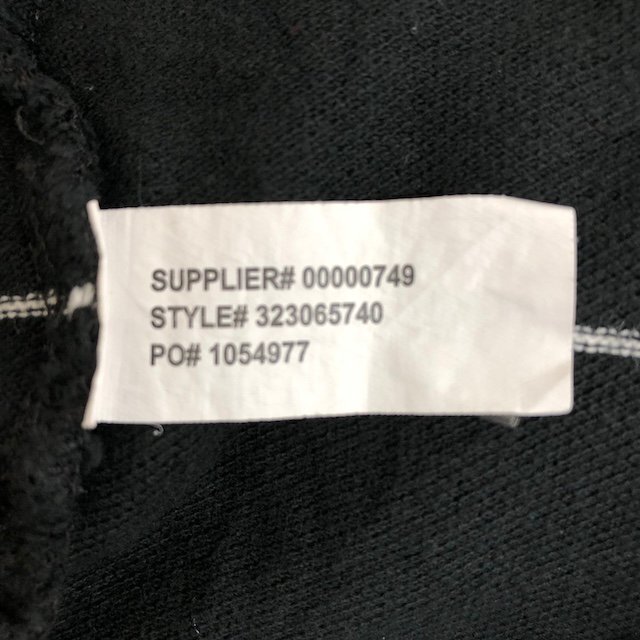 SUPPLIER# 00000749
STYLE# 323065740
PO# 1054977